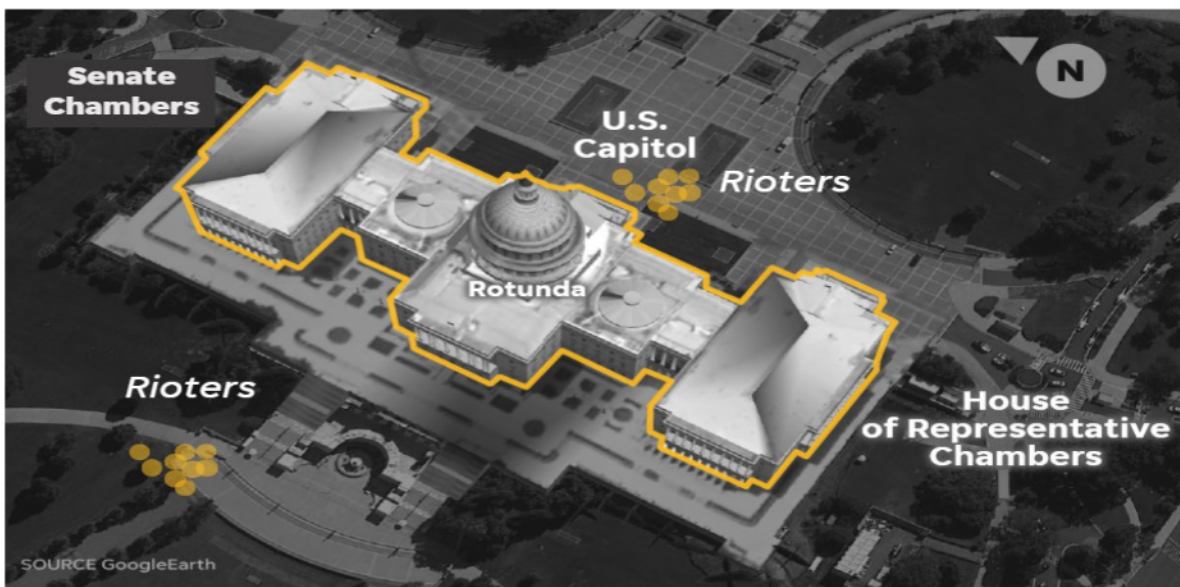 Senate
Chambers
N
U.S.
Capitol
Rioters
Rotunda
Rioters
House
of Representative
Chambers
SOURCE GoogleEarth